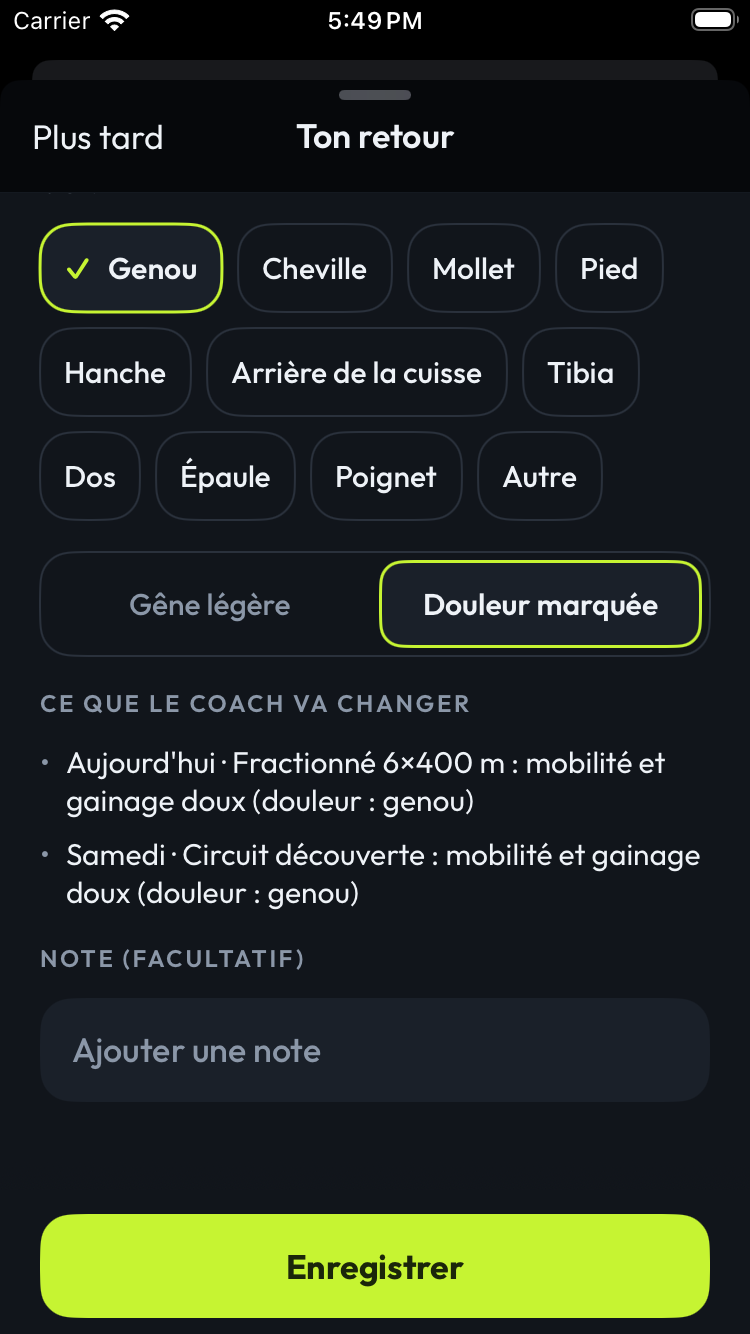 Carrier 5:49 PM
Plus tard Ton retour
Genou Cheville Mollet Pied
Hanche Arrière de la cuisse Tibia
Dos Épaule Poignet Autre
Gêne légère Douleur marquée
CE QUE LE COACH VA CHANGER
• Aujourd'hui · Fractionné 6×400 m : mobilité et
gainage doux (douleur : genou)
• Samedi · Circuit découverte : mobilité et gainage
doux (douleur : genou)
NOTE (FACULTATIF)
Ajouter une note
Enregistrer